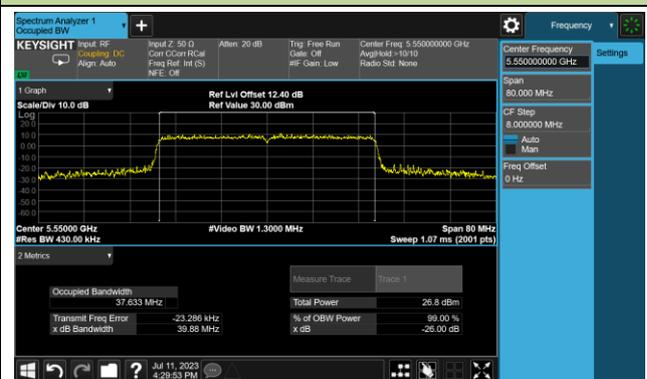 Spectrum Analyzer 1
Occupied BW
Frequency
KEYSIGHT
Input: RF
Coupling: DC
Align: Auto
Input Z: 50 Ω
Corr CCorr RCal
Freq Ref: Int (S)
NFE: Off
Atten: 20 dB
Trig: Free Run
Gate: Off
#IF Gain: Low
Center Freq: 5.550000000 GHz
Avg|Hold:>10/10
Radio Std: None
Center Frequency
5.550000000 GHz
Settings
Span
80.000 MHz
CF Step
8.000000 MHz
Auto
Man
Freq Offset
0 Hz
1 Graph
Scale/Div 10.0 dB
Ref Lvl Offset 12.40 dB
Ref Value 30.00 dBm
Log
20.0
10.0
0.00
-10.0
-20.0
-30.0
-40.0
-50.0
-60.0
Center 5.55000 GHz
#Res BW 430.00 kHz
#Video BW 1.3000 MHz
Span 80 MHz
Sweep 1.07 ms (2001 pts)
2 Metrics
Measure Trace
Trace 1
Occupied Bandwidth
37.633 MHz
Total Power
26.8 dBm
Transmit Freq Error
-23.286 kHz
% of OBW Power
99.00 %
x dB Bandwidth
39.88 MHz
x dB
-26.00 dB
?
Jul 11, 2023
4:29:53 PM